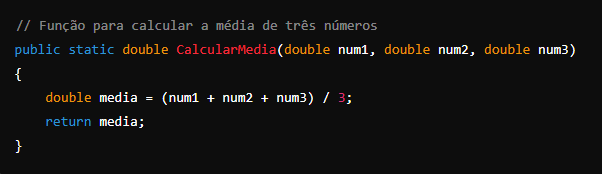 // Função para calcular a média de três números
public static double CalcularMedia(double num1, double num2, double num3)
{
    double media = (num1 + num2 + num3) / 3;
    return media;
}